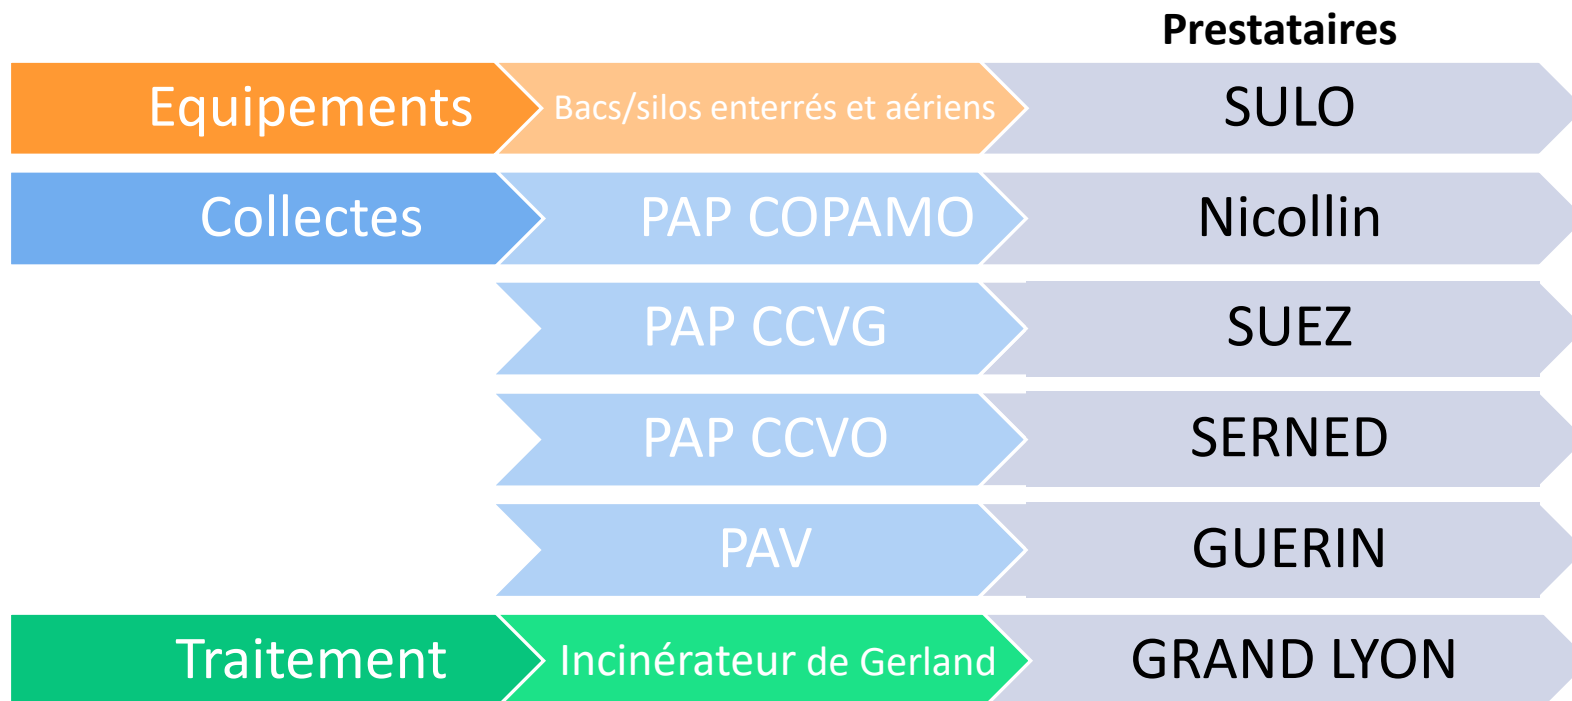 Prestataires
Equipements Bacs/silos enterrés et aériens SULO
Collectes PAP COPAMO Nicollin
PAP CCVG SUEZ
PAP CCVO SERNED
PAV GUERIN
Traitement Incinérateur de Gerland GRAND LYON